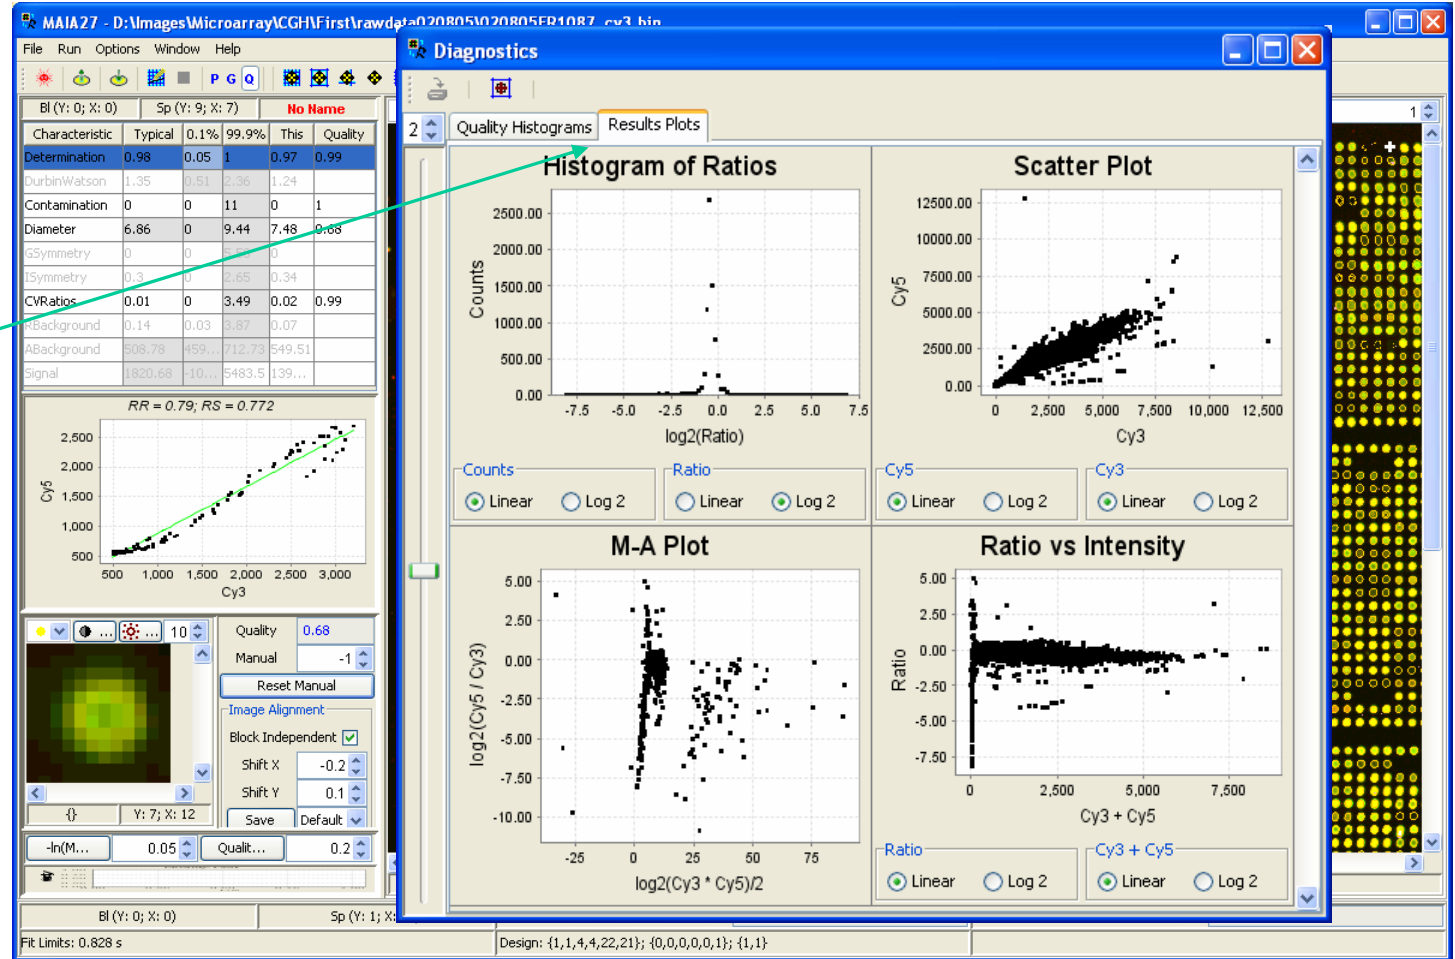 MAIA27 - D:\Images\Microarray\CGH\First\rawdata020805\020805FR1087_cy3.bin
File Run Options Window Help
P G Q
Bl (Y: 0; X: 0) Sp (Y: 9; X: 7) No Name
Characteristic Typical 0.1% 99.9% This Quality
Determination 0.98 0.05 1 0.97 0.99
DurbinWatson 1.35 0.51 2.36 1.24
Contamination 0 0 11 0 1
Diameter 6.86 0 9.44 7.48 0.68
GSymmetry 0 0 0
ISymmetry 0.3 0 2.65 0.34
CVRatios 0.01 0 3.49 0.02 0.99
RBackground 0.14 0.03 3.87 0.07
ABackground 508.78 459... 712.73 549.51
Signal 1820.68 -10... 5483.5 139...
RR = 0.79; RS = 0.772
2,500
2,000
1,500
1,000
500
Cy5
500 1,000 1,500 2,000 2,500 3,000
Cy3
... ... 10
Quality 0.68
Manual -1
Reset Manual
Image Alignment
Block Independent
Shift X -0.2
Shift Y 0.1
Save Default
{} Y: 7; X: 12
-ln(M... 0.05 Qualit... 0.2
Bl (Y: 0; X: 0) Sp (Y: 1; X:
Fit Limits: 0.828 s Design: {1,1,4,4,22,21}; {0,0,0,0,0,1}; {1,1}
1
Diagnostics
2 Quality Histograms Results Plots
Histogram of Ratios
2500.00
2000.00
1500.00
1000.00
500.00
0.00
Counts
-7.5 -5.0 -2.5 0.0 2.5 5.0 7.5
log2(Ratio)
Counts Ratio
Linear Log 2 Linear Log 2
Scatter Plot
12500.00
10000.00
7500.00
5000.00
2500.00
0.00
Cy5
0 2,500 5,000 7,500 10,000 12,500
Cy3
Cy5 Cy3
Linear Log 2 Linear Log 2
M-A Plot
5.00
2.50
0.00
-2.50
-5.00
-7.50
-10.00
log2(Cy5 / Cy3)
-25 0 25 50 75
log2(Cy3 * Cy5)/2
Ratio vs Intensity
5.00
2.50
0.00
-2.50
-5.00
-7.50
Ratio
0 2,500 5,000 7,500
Cy3 + Cy5
Ratio Cy3 + Cy5
Linear Log 2 Linear Log 2